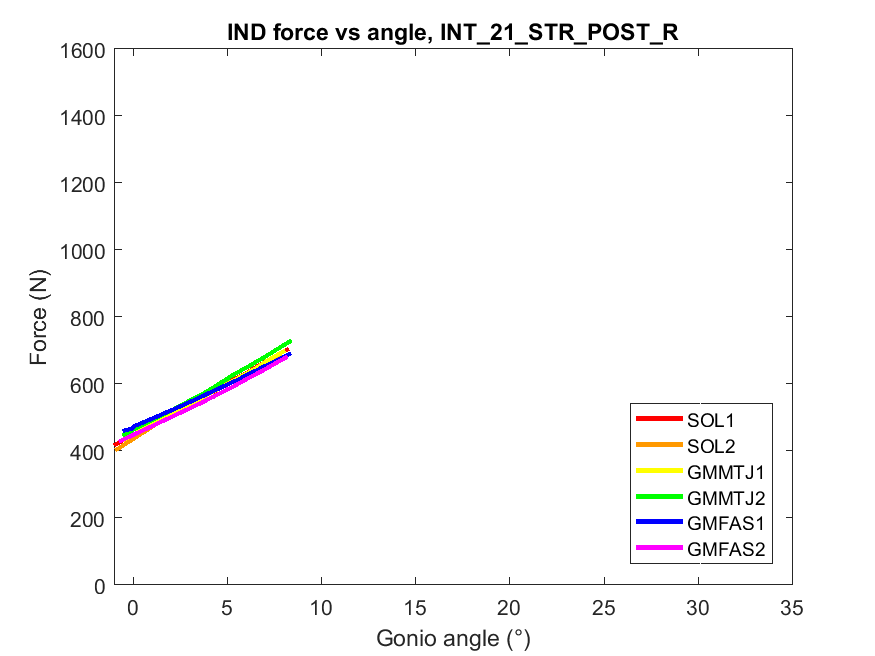 IND force vs angle, INT_21_STR_POST_R
1600
1400
1200
1000
800
600
400
200
0
Force (N)
0 5 10 15 20 25 30 35
Gonio angle (°)
SOL1
SOL2
GMMTJ1
GMMTJ2
GMFAS1
GMFAS2